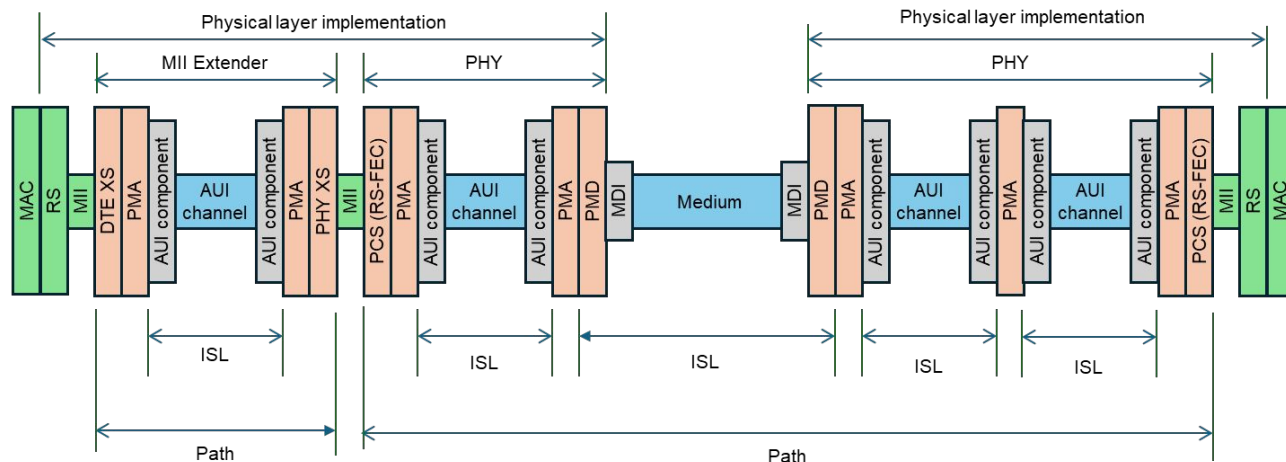 Physical layer implementation
Physical layer implementation
MII Extender
PHY
PHY
MAC
RS
MII
DTE XS
PMA
AUI component
AUI
channel
AUI component
PMA
PHY XS
MII
PCS (RS-FEC)
PMA
AUI component
AUI
channel
AUI component
PMA
PMD
MDI
Medium
MDI
PMD
PMA
AUI component
AUI
channel
AUI component
PMA
AUI component
AUI
channel
AUI component
PMA
PCS (RS-FEC)
MII
RS
MAC
ISL
ISL
ISL
ISL
ISL
Path
Path